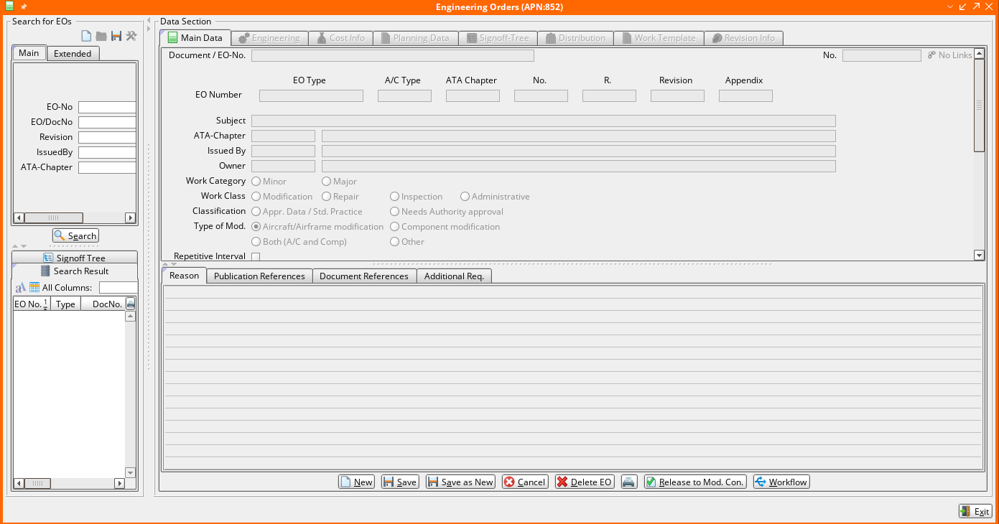 Engineering Orders (APN:852)
Search for EOs
Main Extended
EO-No
EO/DocNo
Revision
IssuedBy
ATA-Chapter
Search
Signoff Tree
Search Result
All Columns:
EO No. 1 Type DocNo.
Data Section
Main Data Engineering Cost Info Planning Data Signoff-Tree Distribution Work Template Revision Info
Document / EO-No. No. No Links
EO Type A/C Type ATA Chapter No. R. Revision Appendix
EO Number
Subject
ATA-Chapter
Issued By
Owner
Work Category Minor Major
Work Class Modification Repair Inspection Administrative
Classification Appr. Data / Std. Practice Needs Authority approval
Type of Mod. Aircraft/Airframe modification Component modification
Both (A/C and Comp) Other
Repetitive Interval
Reason Publication References Document References Additional Req.
New Save Save as New Cancel Delete EO Release to Mod. Con. Workflow
Exit